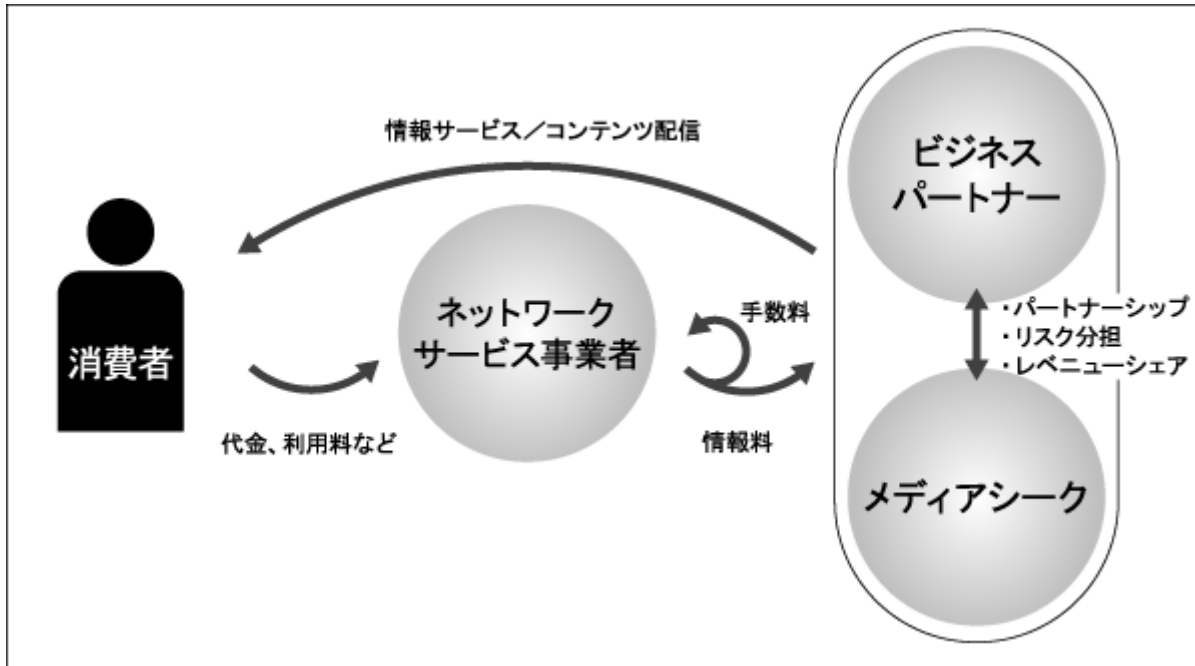 情報サービス／コンテンツ配信
ビジネス
パートナー
消費者
ネットワーク
サービス事業者
手数料
・パートナーシップ
・リスク分担
・レベニューシェア
代金、利用料など
情報料
メディアシーク